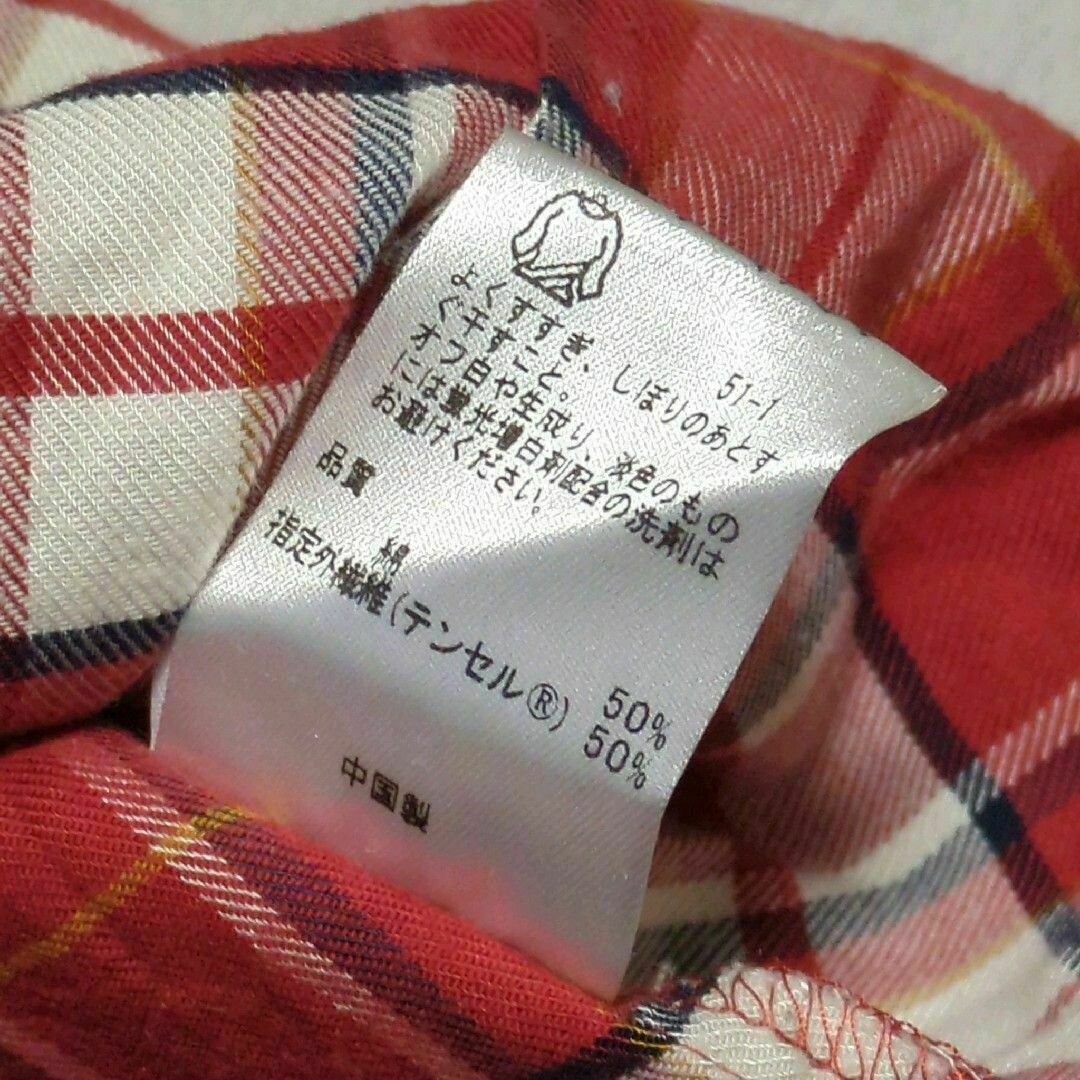 51-1
よくすすぎ、しぼりのあとす
ぐ干すこと。
オフ白や生成り、淡色のもの
には蛍光増白剤配合の洗剤は
お避けください。
品質
綿 50%
指定外繊維(テンセル®) 50%
中国製